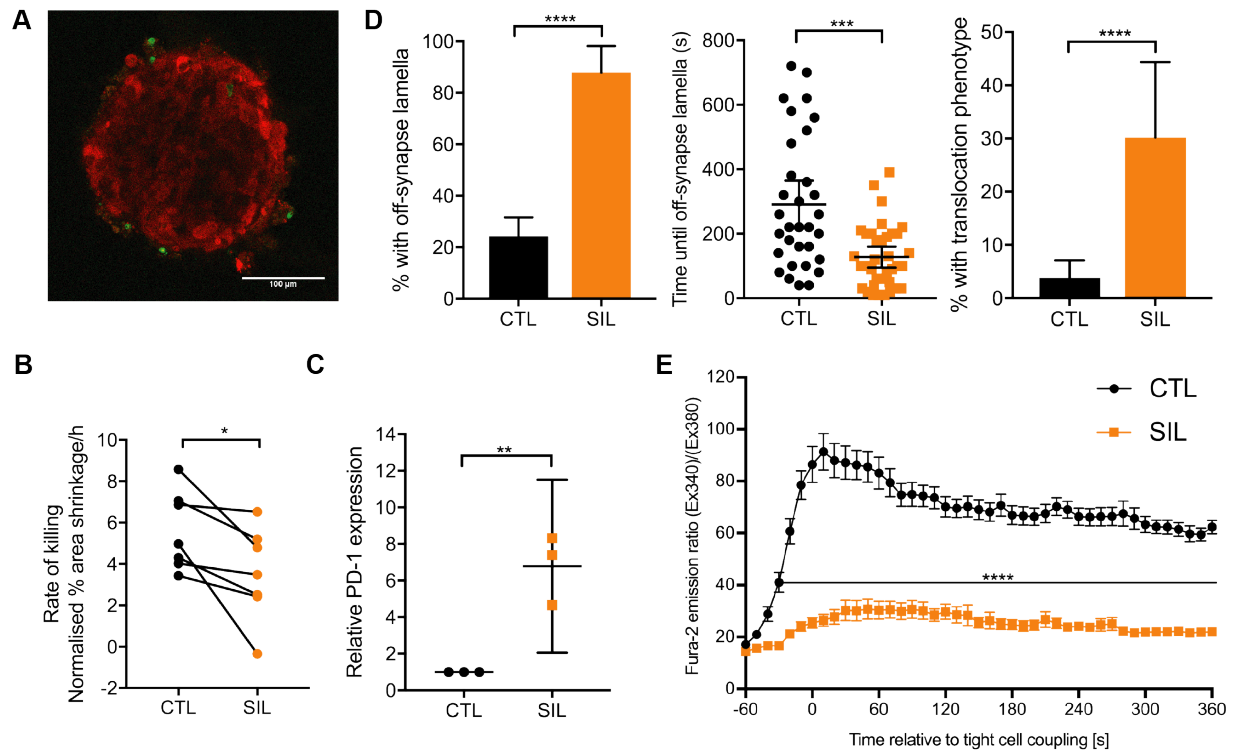 A
100 µm
D
% with off-synapse lamella
100
80
60
40
20
0
****
CTL
SIL
Time until off-synapse lamella (s)
800
600
400
200
0
***
CTL
SIL
% with translocation phenotype
50
40
30
20
10
0
****
CTL
SIL
B
Rate of killing
Normalised % area shrinkage/h
10
8
6
4
2
0
-2
*
CTL
SIL
C
Relative PD-1 expression
14
12
10
8
6
4
2
0
**
CTL
SIL
E
Fura-2 emission ratio (Ex340)/(Ex380)
120
100
80
60
40
20
0
CTL
SIL
****
-60
0
60
120
180
240
300
360
Time relative to tight cell coupling [s]